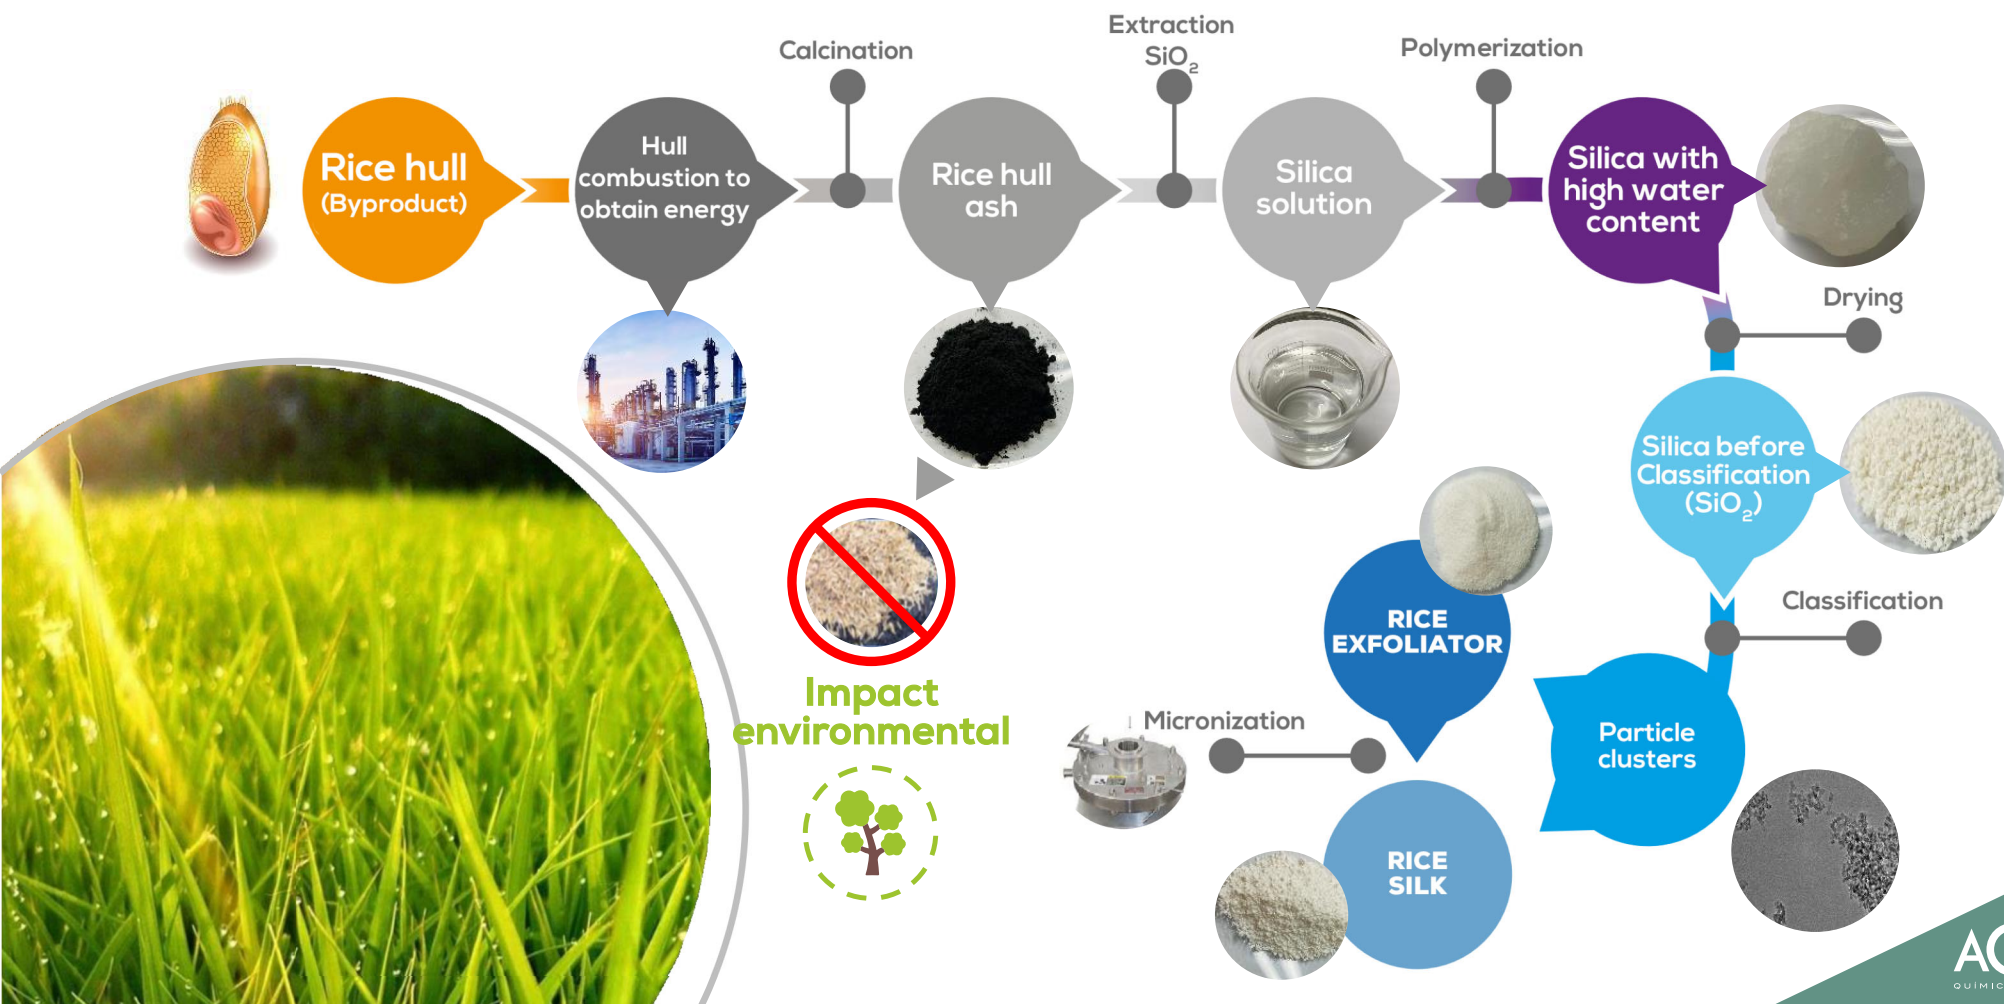 Calcination
Extraction
SiO₂
Polymerization
Rice hull
(Byproduct)
Hull
combustion to
obtain energy
Rice hull
ash
Silica
solution
Silica with
high water
content
Drying
Silica before
Classification
(SiO₂)
Classification
RICE
EXFOLIATOR
Impact
environmental
Micronization
Particle
clusters
RICE
SILK